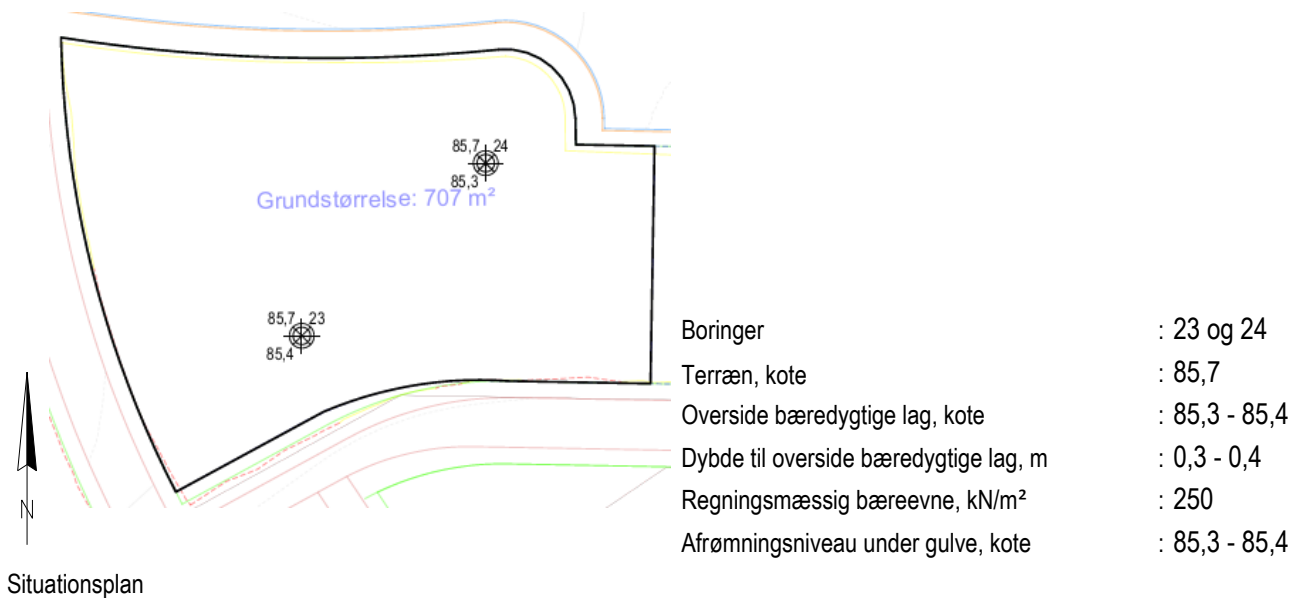 85,7 24
85,3
Grundstørrelse: 707 m²
85,7 23
85,4
N
Situationsplan
Boringer : 23 og 24
Terræn, kote : 85,7
Overside bæredygtige lag, kote : 85,3 - 85,4
Dybde til overside bæredygtige lag, m : 0,3 - 0,4
Regningsmæssig bæreevne, kN/m² : 250
Afrømningsniveau under gulve, kote : 85,3 - 85,4